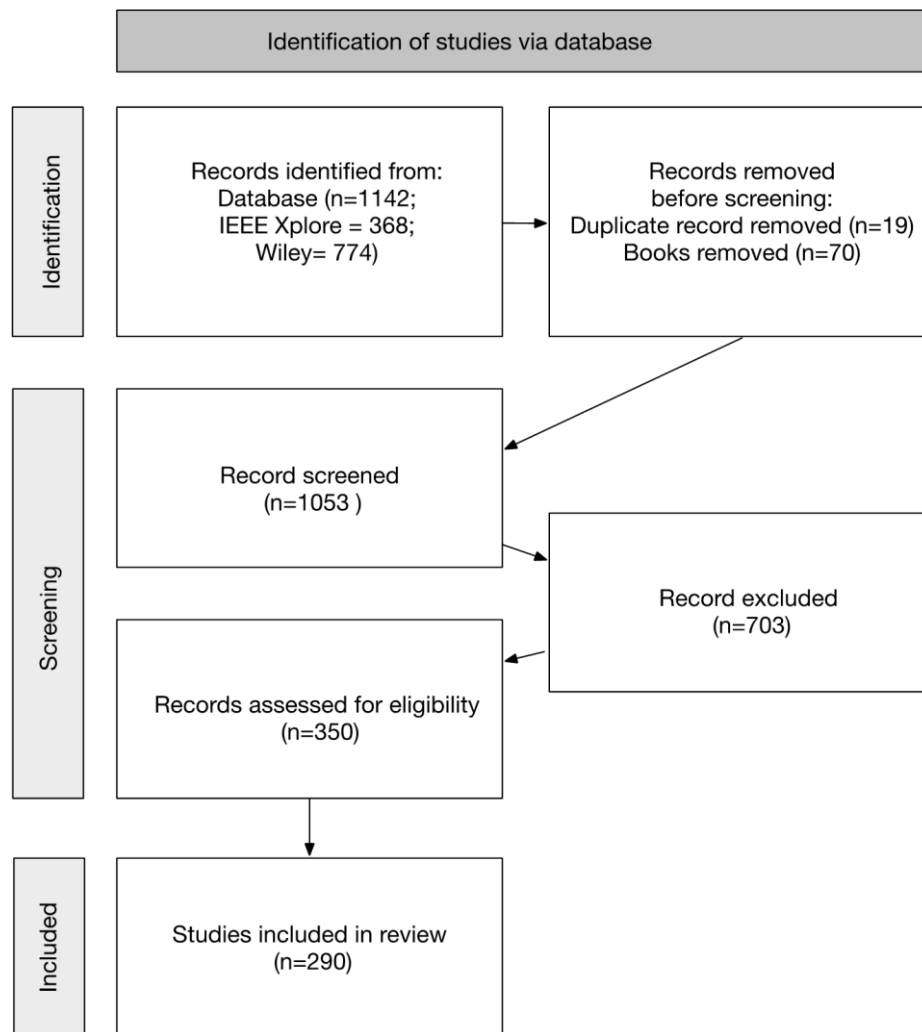 Identification of studies via database
Identification
Records identified from:
Database (n=1142;
IEEE Xplore = 368;
Wiley= 774)
Records removed
before screening:
Duplicate record removed (n=19)
Books removed (n=70)
Screening
Record screened
(n=1053 )
Record excluded
(n=703)
Records assessed for eligibility
(n=350)
Included
Studies included in review
(n=290)